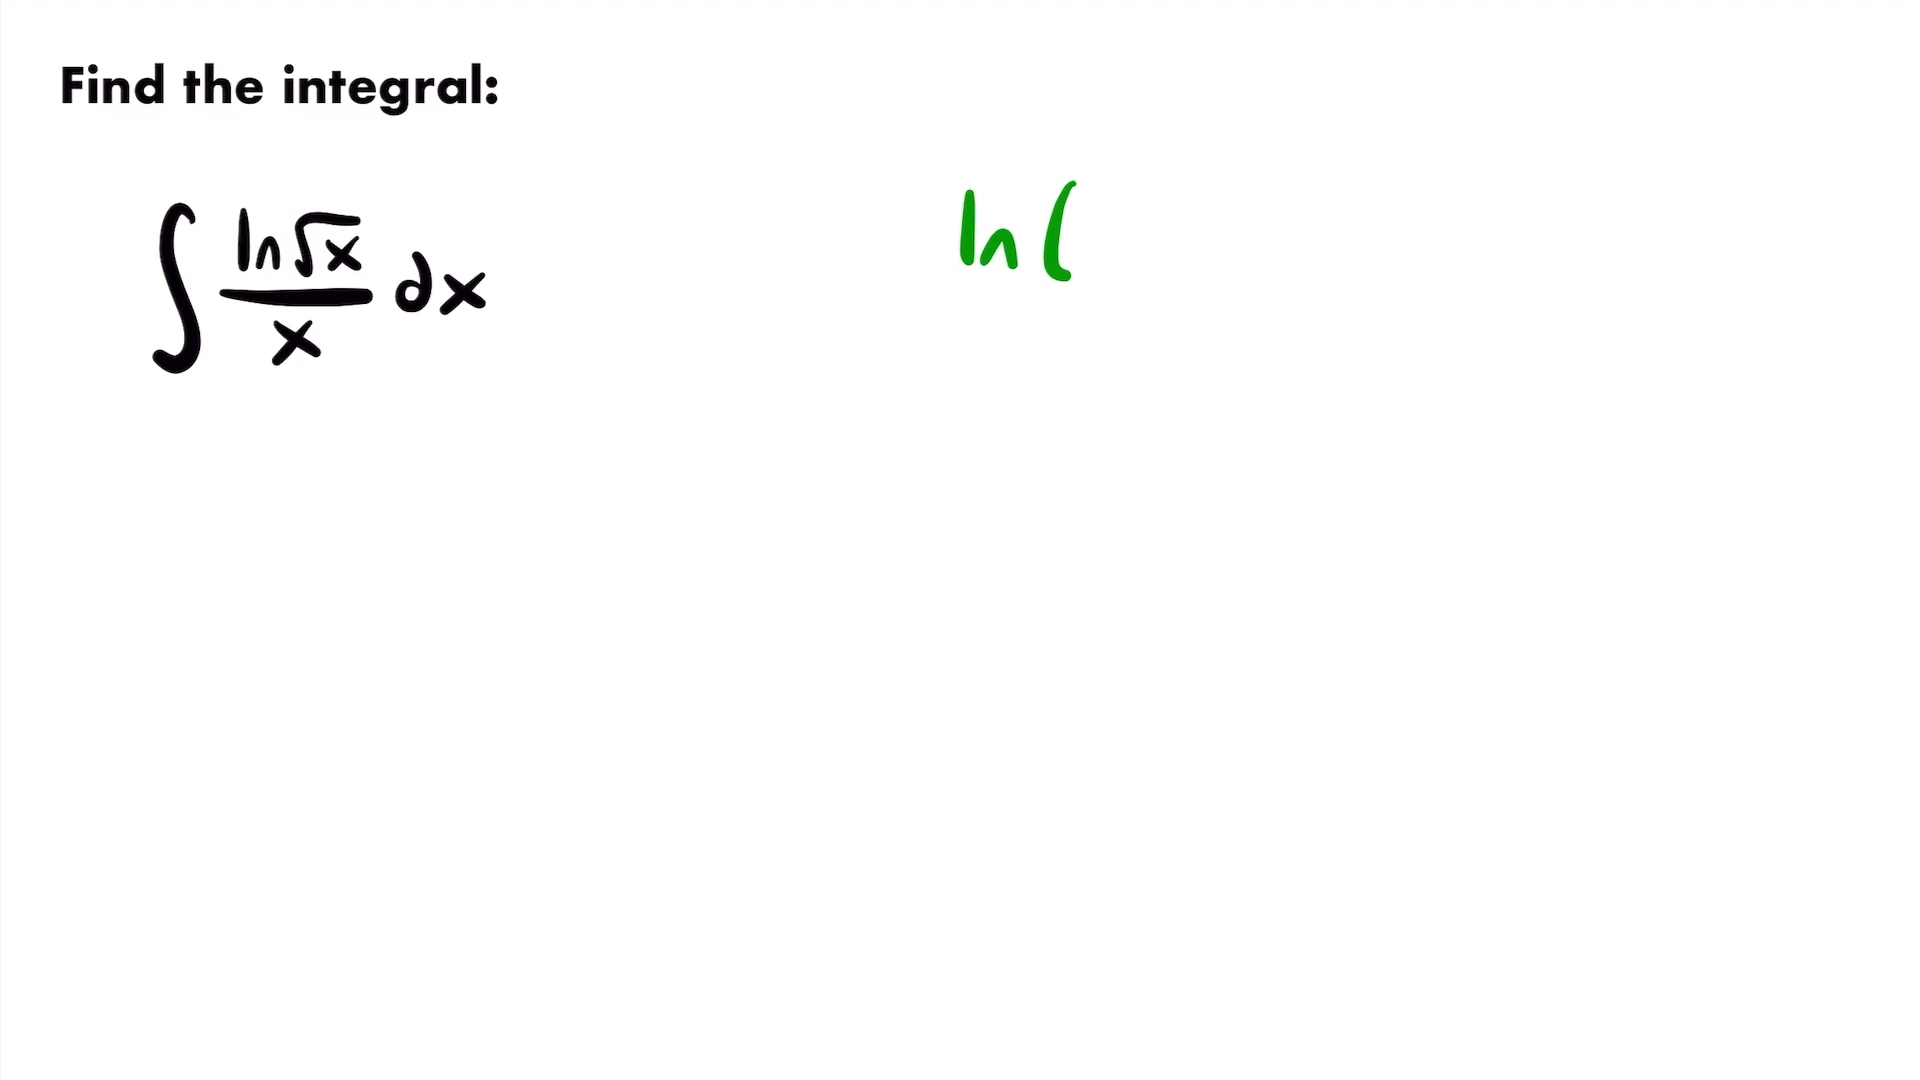 Find the integral:
∫ ln√x / x dx
ln(